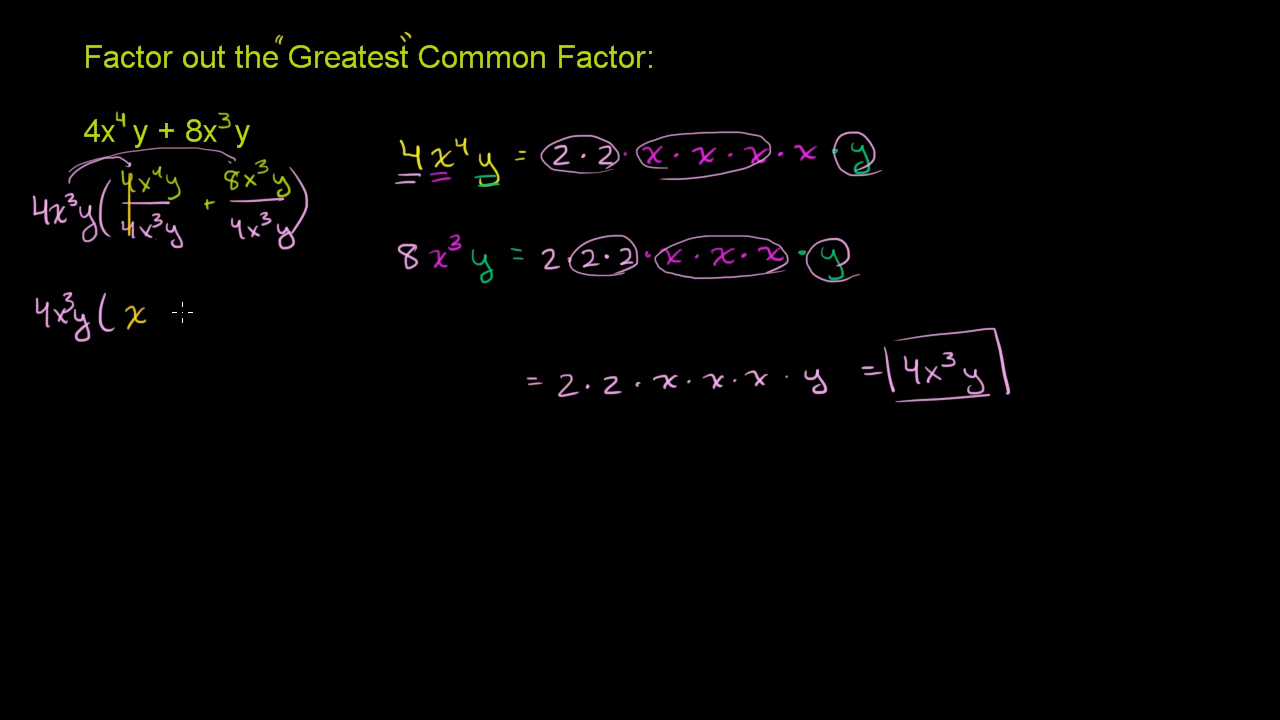 Factor out the "Greatest" Common Factor:
4x⁴y + 8x³y
4x³y( 4x⁴y/4x³y + 8x³y/4x³y )
4x³y( x
4x⁴y = 2·2·x·x·x·x·y
8x³y = 2·2·2·x·x·x·y
= 2·2·x·x·x·y = 4x³y